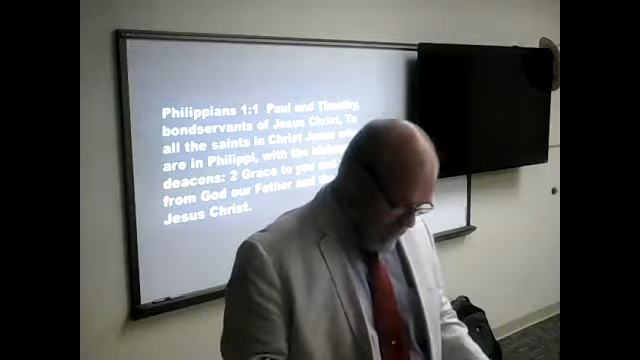 Philippians 1:1 Paul and Timothy,
bondservants of Jesus Christ, To
all the saints in Christ Jesus
are in Philippi, with the
deacons: 2 Grace to you and
from God our Father and
Jesus Christ.